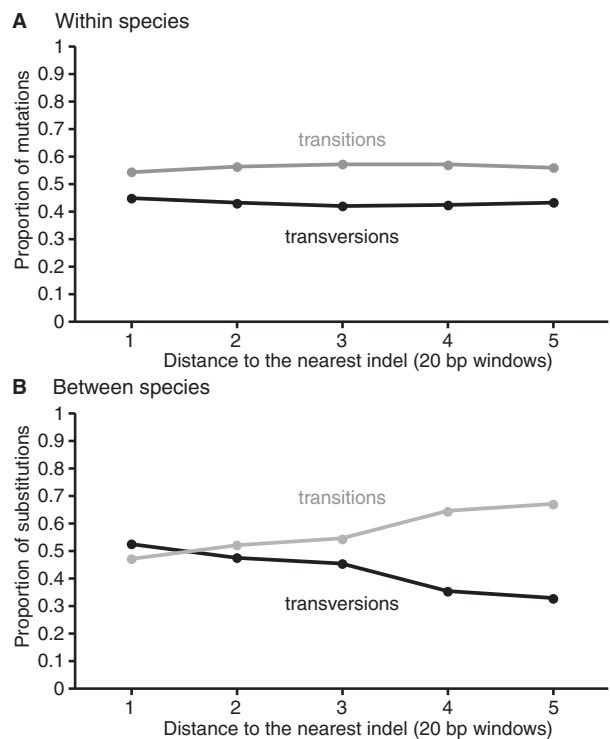 A Within species
Proportion of mutations
1
0.9
0.8
0.7
0.6
0.5
0.4
0.3
0.2
0.1
0
transitions
transversions
1 2 3 4 5
Distance to the nearest indel (20 bp windows)
B Between species
Proportion of substitutions
1
0.9
0.8
0.7
0.6
0.5
0.4
0.3
0.2
0.1
0
transitions
transversions
1 2 3 4 5
Distance to the nearest indel (20 bp windows)